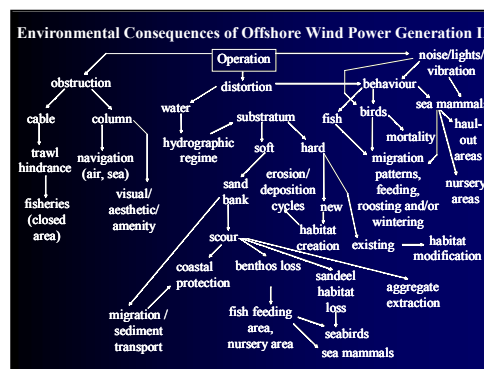 Environmental Consequences of Offshore Wind Power Generation II
Operation
noise/lights/
vibration
obstruction
distortion
behaviour
sea mammals
water
cable
column
substratum
fish
birds
haul-
out
areas
mortality
hydrographic
regime
soft
hard
trawl
hindrance
navigation
(air, sea)
migration
patterns,
feeding,
roosting and/or
wintering
nursery
areas
erosion/
deposition
cycles
sand
bank
fisheries
(closed
area)
visual/
aesthetic/
amenity
new
habitat
creation
existing
habitat
modification
scour
coastal
protection
benthos loss
sandeel
habitat
loss
aggregate
extraction
migration /
sediment
transport
fish feeding
area,
nursery area
seabirds
sea mammals